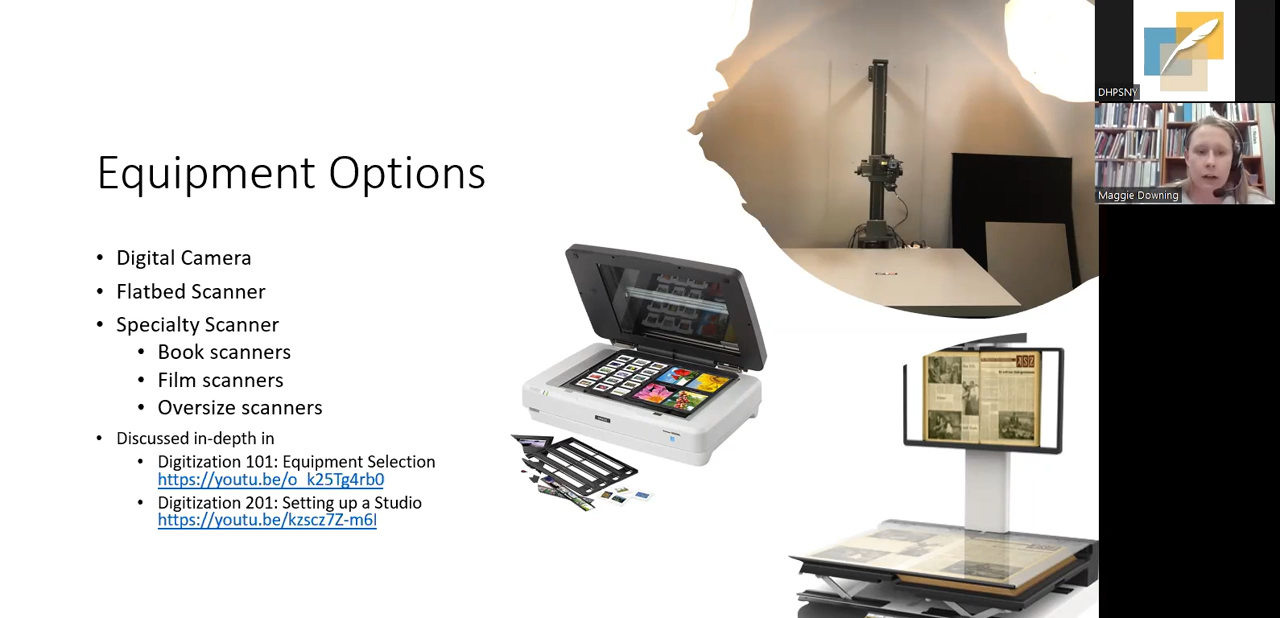 Equipment Options
• Digital Camera
• Flatbed Scanner
• Specialty Scanner
• Book scanners
• Film scanners
• Oversize scanners
• Discussed in-depth in
• Digitization 101: Equipment Selection
https://youtu.be/o_k25Tg4rb0
• Digitization 201: Setting up a Studio
https://youtu.be/kzscz7Z-m6I
DHPSNY
Maggie Downing